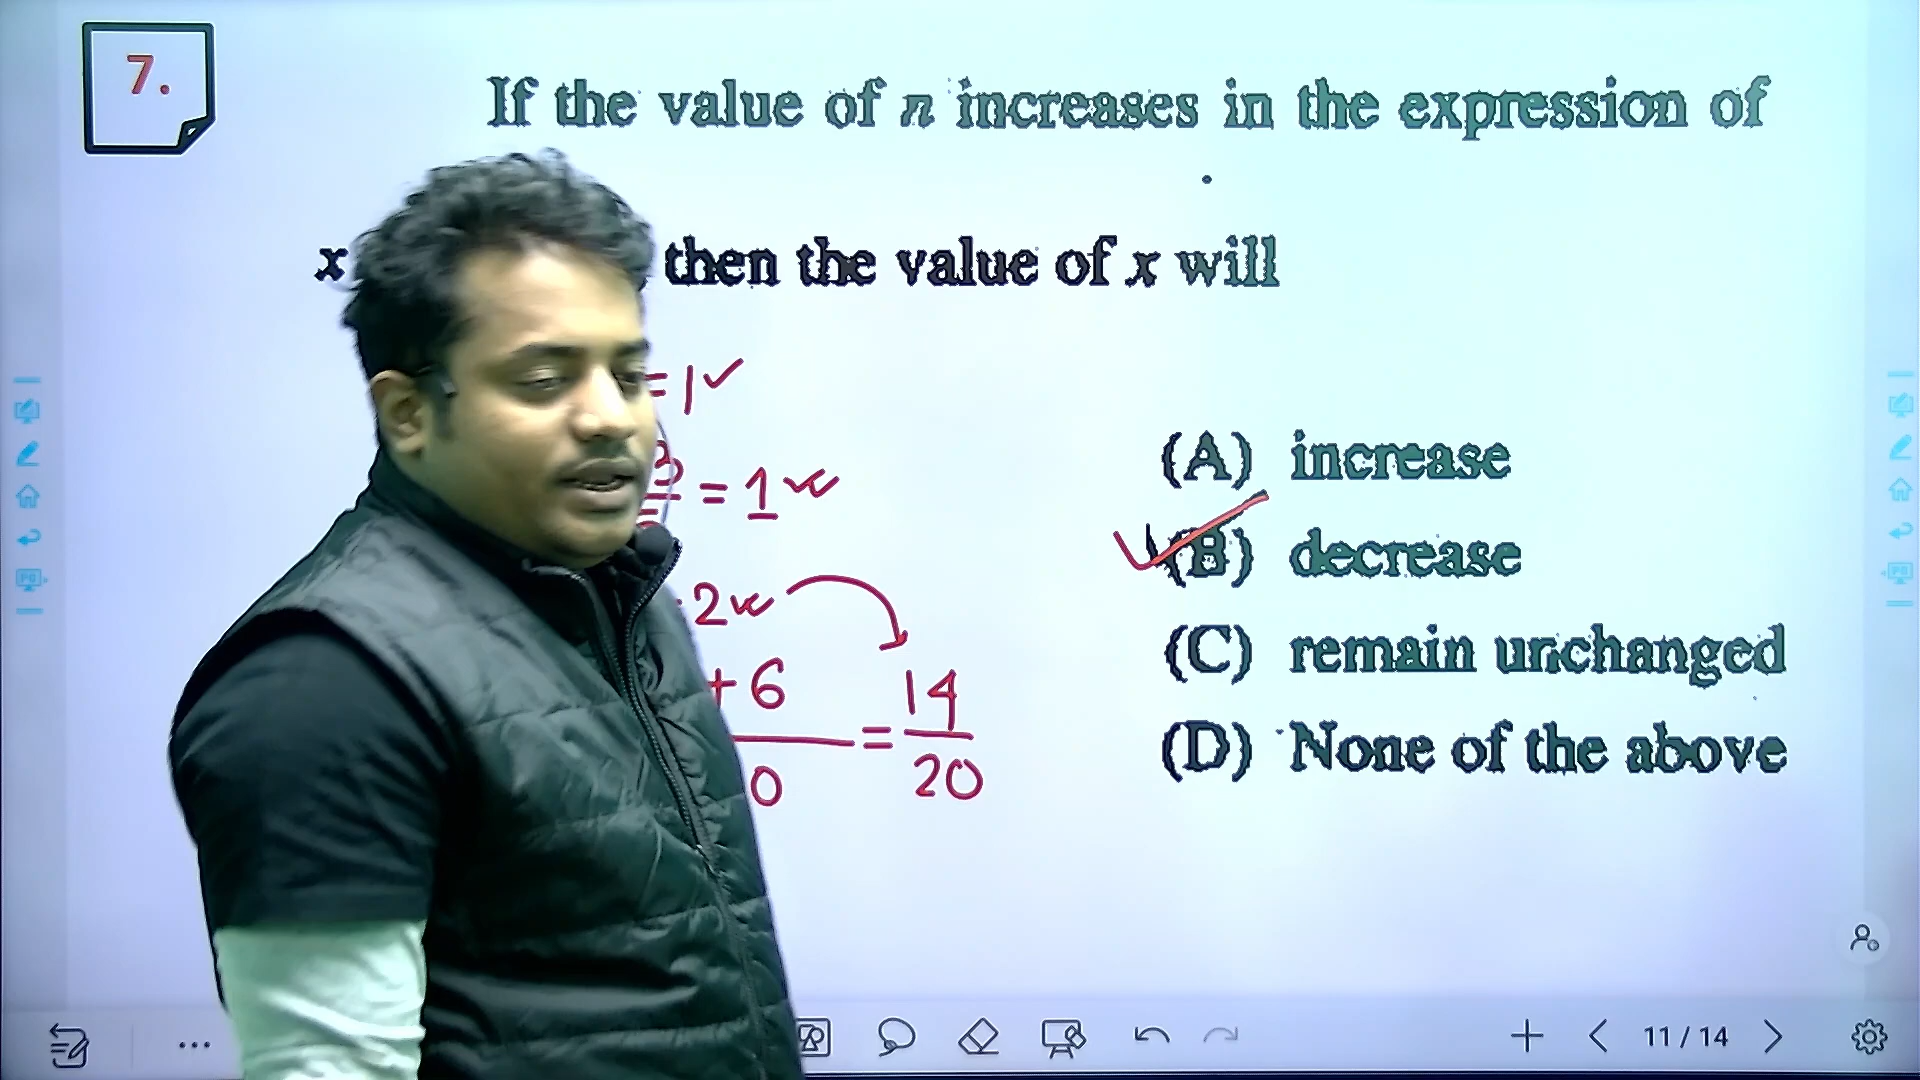 7.
If the value of n increases in the expression of
x then the value of x will
= 1
= 1
2
+ 6
0
= 14
20
(A) increase
(B) decrease
(C) remain unchanged
(D) None of the above
11 / 14